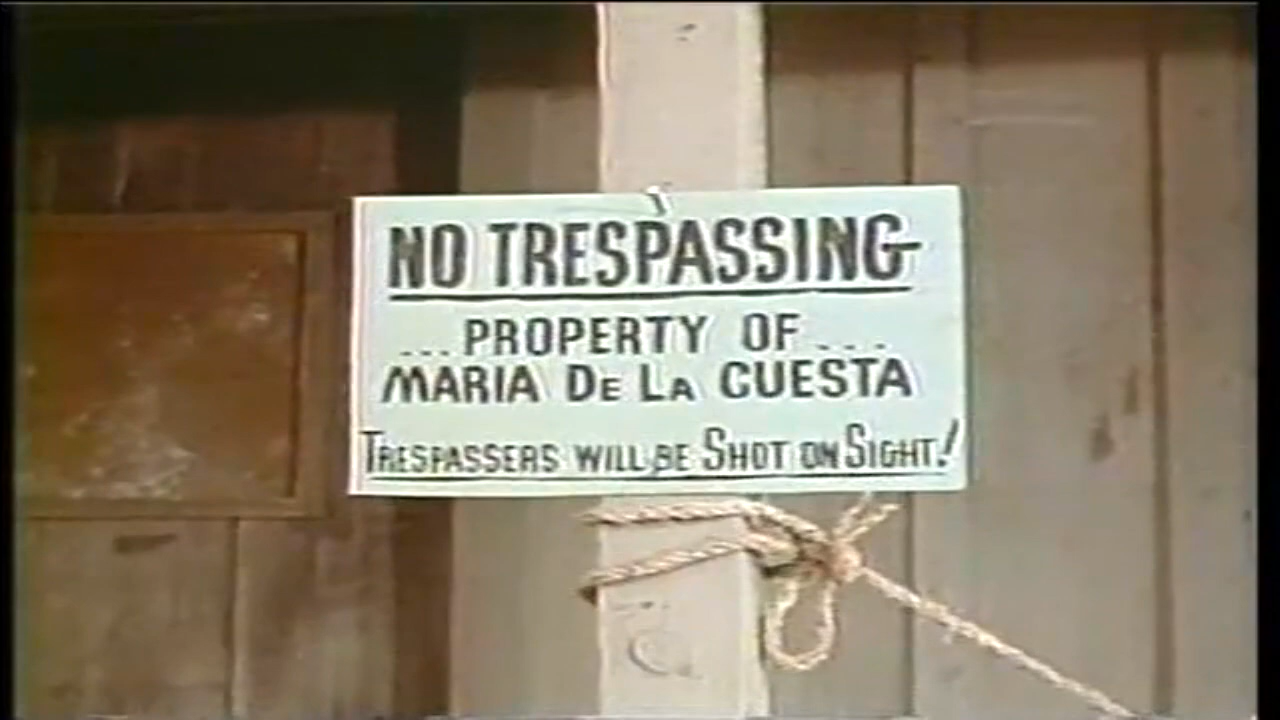 NO TRESPASSING
...PROPERTY OF...
MARIA DE LA CUESTA
TRESPASSERS WILL BE SHOT ON SIGHT!